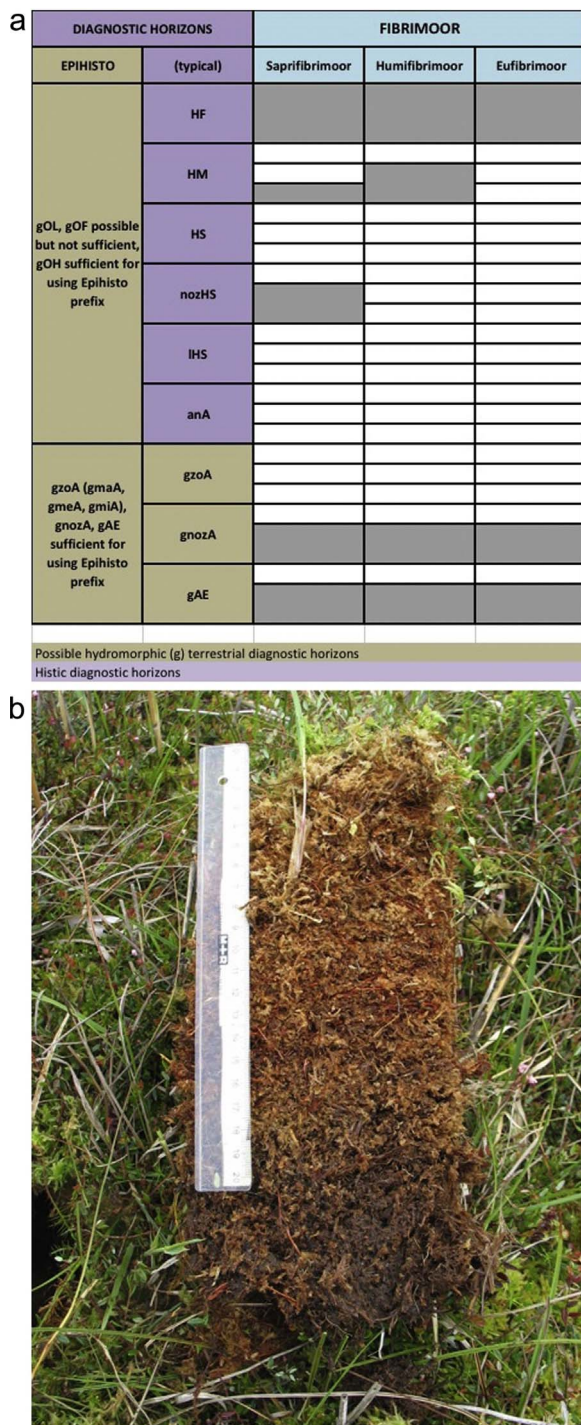 a
DIAGNOSTIC HORIZONS
FIBRIMOOR
EPIHISTO
(typical)
Saprifibrimoor
Humifibrimoor
Eufibrimoor
gOL, gOF possible
but not sufficient,
gOH sufficient for
using Epihisto
prefix
HF
HM
HS
nozHS
lHS
anA
gzoA (gmaA,
gmeA, gmiA),
gnozA, gAE
sufficient for
using Epihisto
prefix
gzoA
gnozA
gAE
Possible hydromorphic (g) terrestrial diagnostic horizons
Histic diagnostic horizons
b